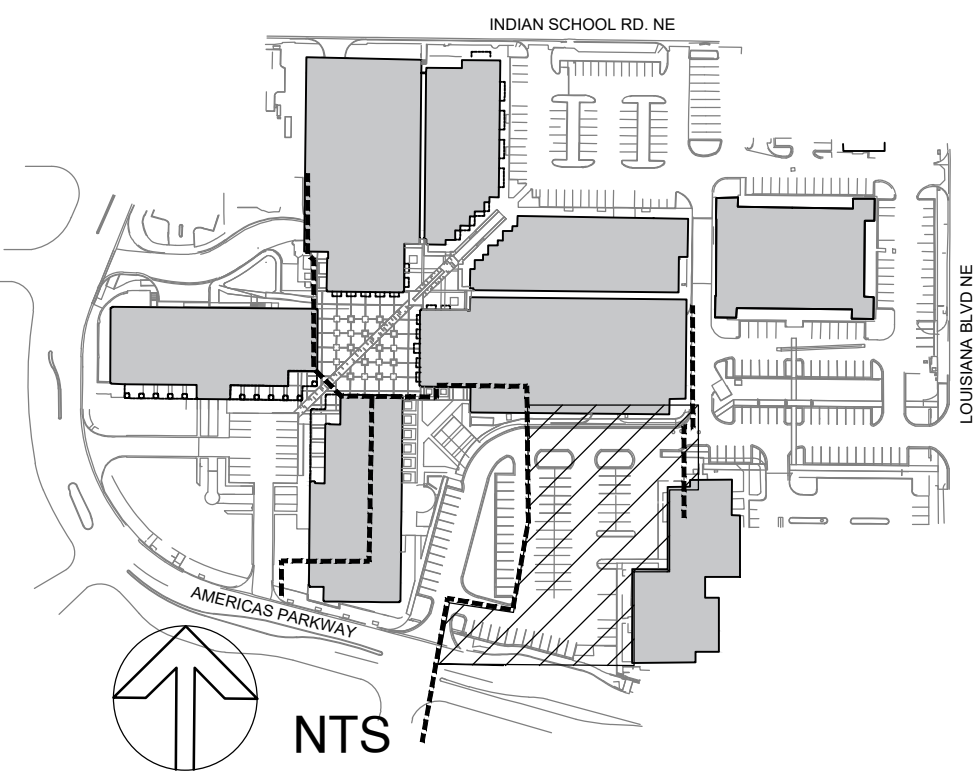 INDIAN SCHOOL RD. NE
LOUISIANA BLVD NE
AMERICAS PARKWAY
NTS